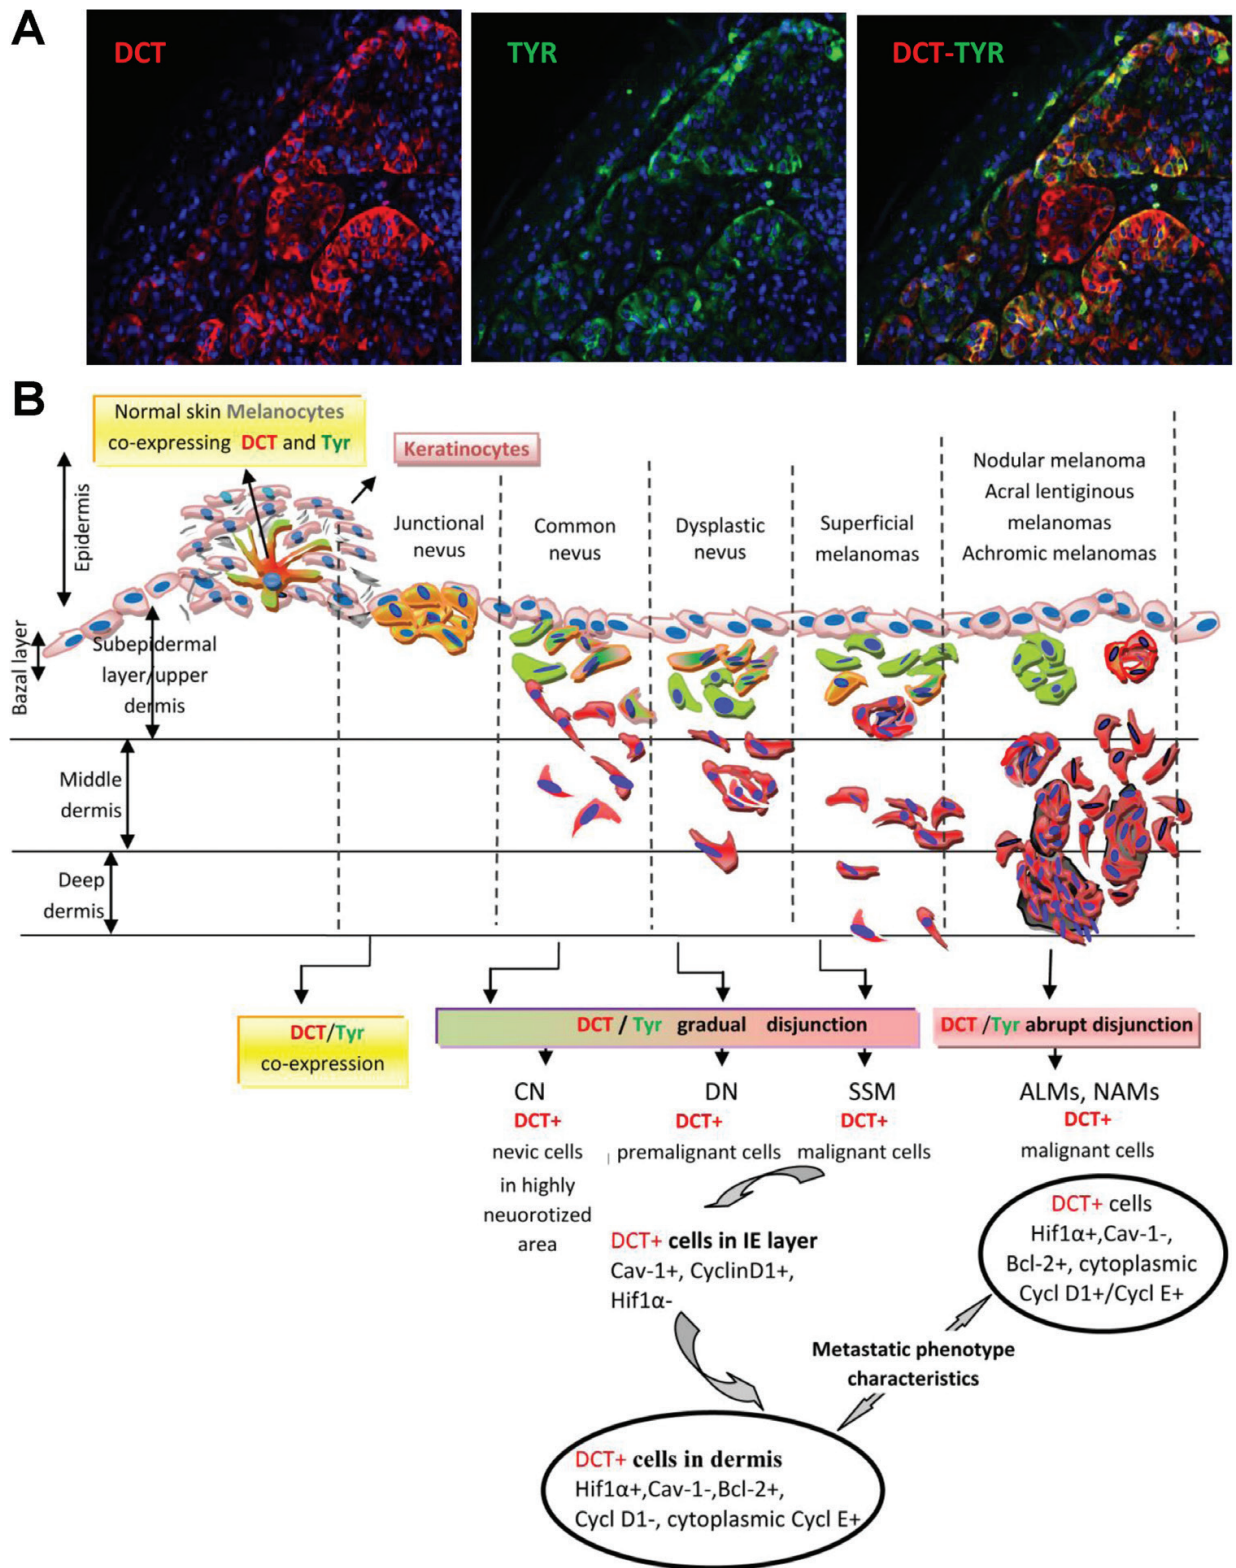 A
DCT
TYR
DCT-TYR
B
Normal skin Melanocytes
co-expressing DCT and Tyr
Keratinocytes
Epidermis
Bazal layer
Subepidermal
layer/upper
dermis
Middle
dermis
Deep
dermis
Junctional
nevus
Common
nevus
Dysplastic
nevus
Superficial
melanomas
Nodular melanoma
Acral lentiginous
melanomas
Achromic melanomas
DCT/Tyr
co-expression
DCT / Tyr gradual disjunction
DCT /Tyr abrupt disjunction
CN
DCT+
nevic cells
in highly
neuorotized
area
DN
DCT+
premalignant cells
SSM
DCT+
malignant cells
ALMs, NAMs
DCT+
malignant cells
DCT+ cells in IE layer
Cav-1+, CyclinD1+,
Hif1α-
DCT+ cells
Hif1α+,Cav-1-,
Bcl-2+, cytoplasmic
Cycl D1+/Cycl E+
Metastatic phenotype
characteristics
DCT+ cells in dermis
Hif1α+,Cav-1-,Bcl-2+,
Cycl D1-, cytoplasmic Cycl E+